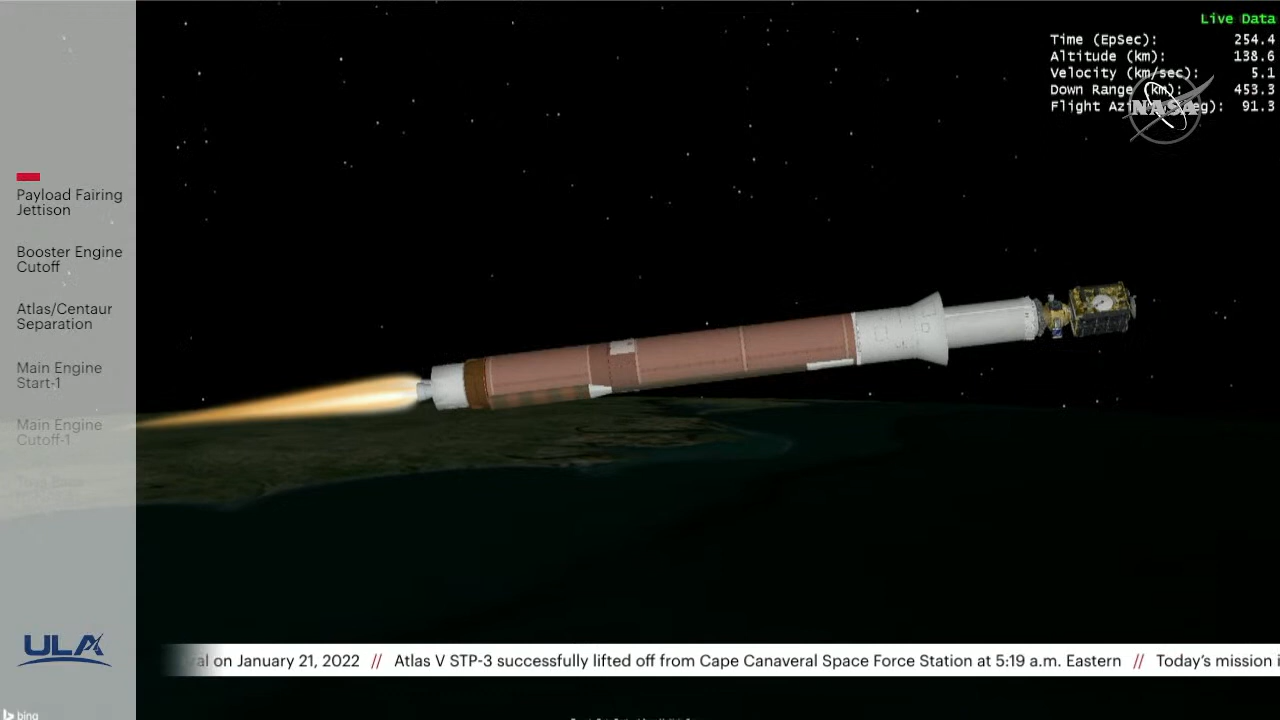 Live Data
Time (EpSec): 254.4
Altitude (km): 138.6
Velocity (km/sec): 5.1
Down Range (km): 453.3
Flight 91.3
NASA
Payload Fairing
Jettison
Booster Engine
Cutoff
Atlas/Centaur
Separation
Main Engine
Start-1
Main Engine
Cutoff-1
ULA
on January 21, 2022 // Atlas V STP-3 successfully lifted off from Cape Canaveral Space Force Station at 5:19 a.m. Eastern // Today's mission i
bing